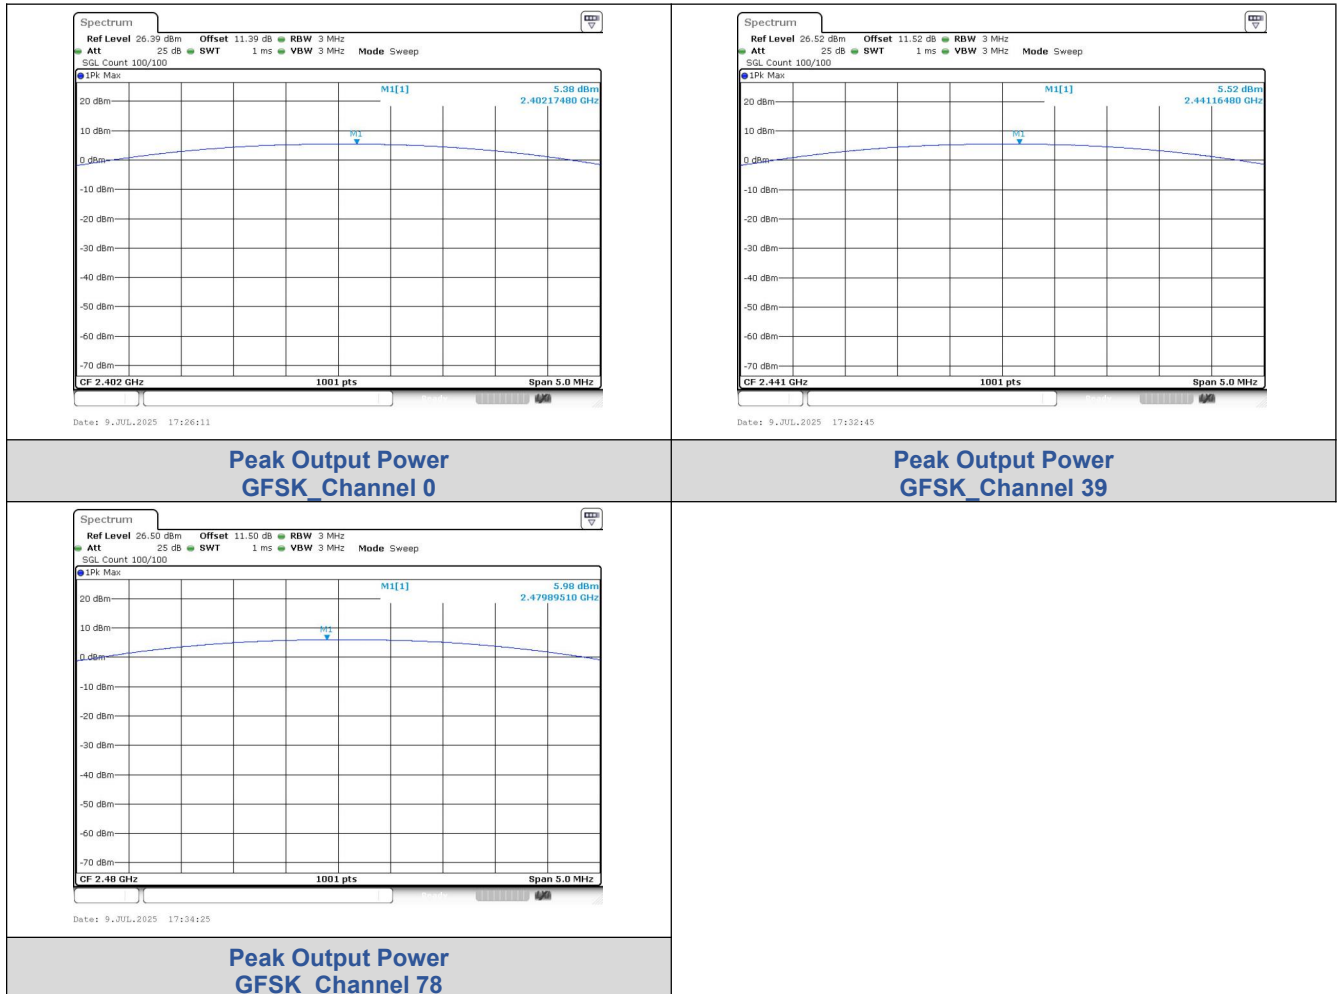 Spectrum
Ref Level 26.39 dBm Offset 11.39 dB RBW 3 MHz
Att 25 dB SWT 1 ms VBW 3 MHz Mode Sweep
SGL Count 100/100
1Pk Max
M1[1] 5.38 dBm
2.40217480 GHz
20 dBm
10 dBm
M1
0 dBm
-10 dBm
-20 dBm
-30 dBm
-40 dBm
-50 dBm
-60 dBm
-70 dBm
CF 2.402 GHz 1001 pts Span 5.0 MHz
Date: 9.JUL.2025 17:26:11
Peak Output Power
GFSK_Channel 0
Spectrum
Ref Level 26.52 dBm Offset 11.52 dB RBW 3 MHz
Att 25 dB SWT 1 ms VBW 3 MHz Mode Sweep
SGL Count 100/100
1Pk Max
M1[1] 5.52 dBm
2.44116480 GHz
20 dBm
10 dBm
M1
0 dBm
-10 dBm
-20 dBm
-30 dBm
-40 dBm
-50 dBm
-60 dBm
-70 dBm
CF 2.441 GHz 1001 pts Span 5.0 MHz
Date: 9.JUL.2025 17:32:45
Peak Output Power
GFSK_Channel 39
Spectrum
Ref Level 26.50 dBm Offset 11.50 dB RBW 3 MHz
Att 25 dB SWT 1 ms VBW 3 MHz Mode Sweep
SGL Count 100/100
1Pk Max
M1[1] 5.98 dBm
2.47989510 GHz
20 dBm
10 dBm
M1
0 dBm
-10 dBm
-20 dBm
-30 dBm
-40 dBm
-50 dBm
-60 dBm
-70 dBm
CF 2.48 GHz 1001 pts Span 5.0 MHz
Date: 9.JUL.2025 17:34:25
Peak Output Power
GFSK_Channel 78